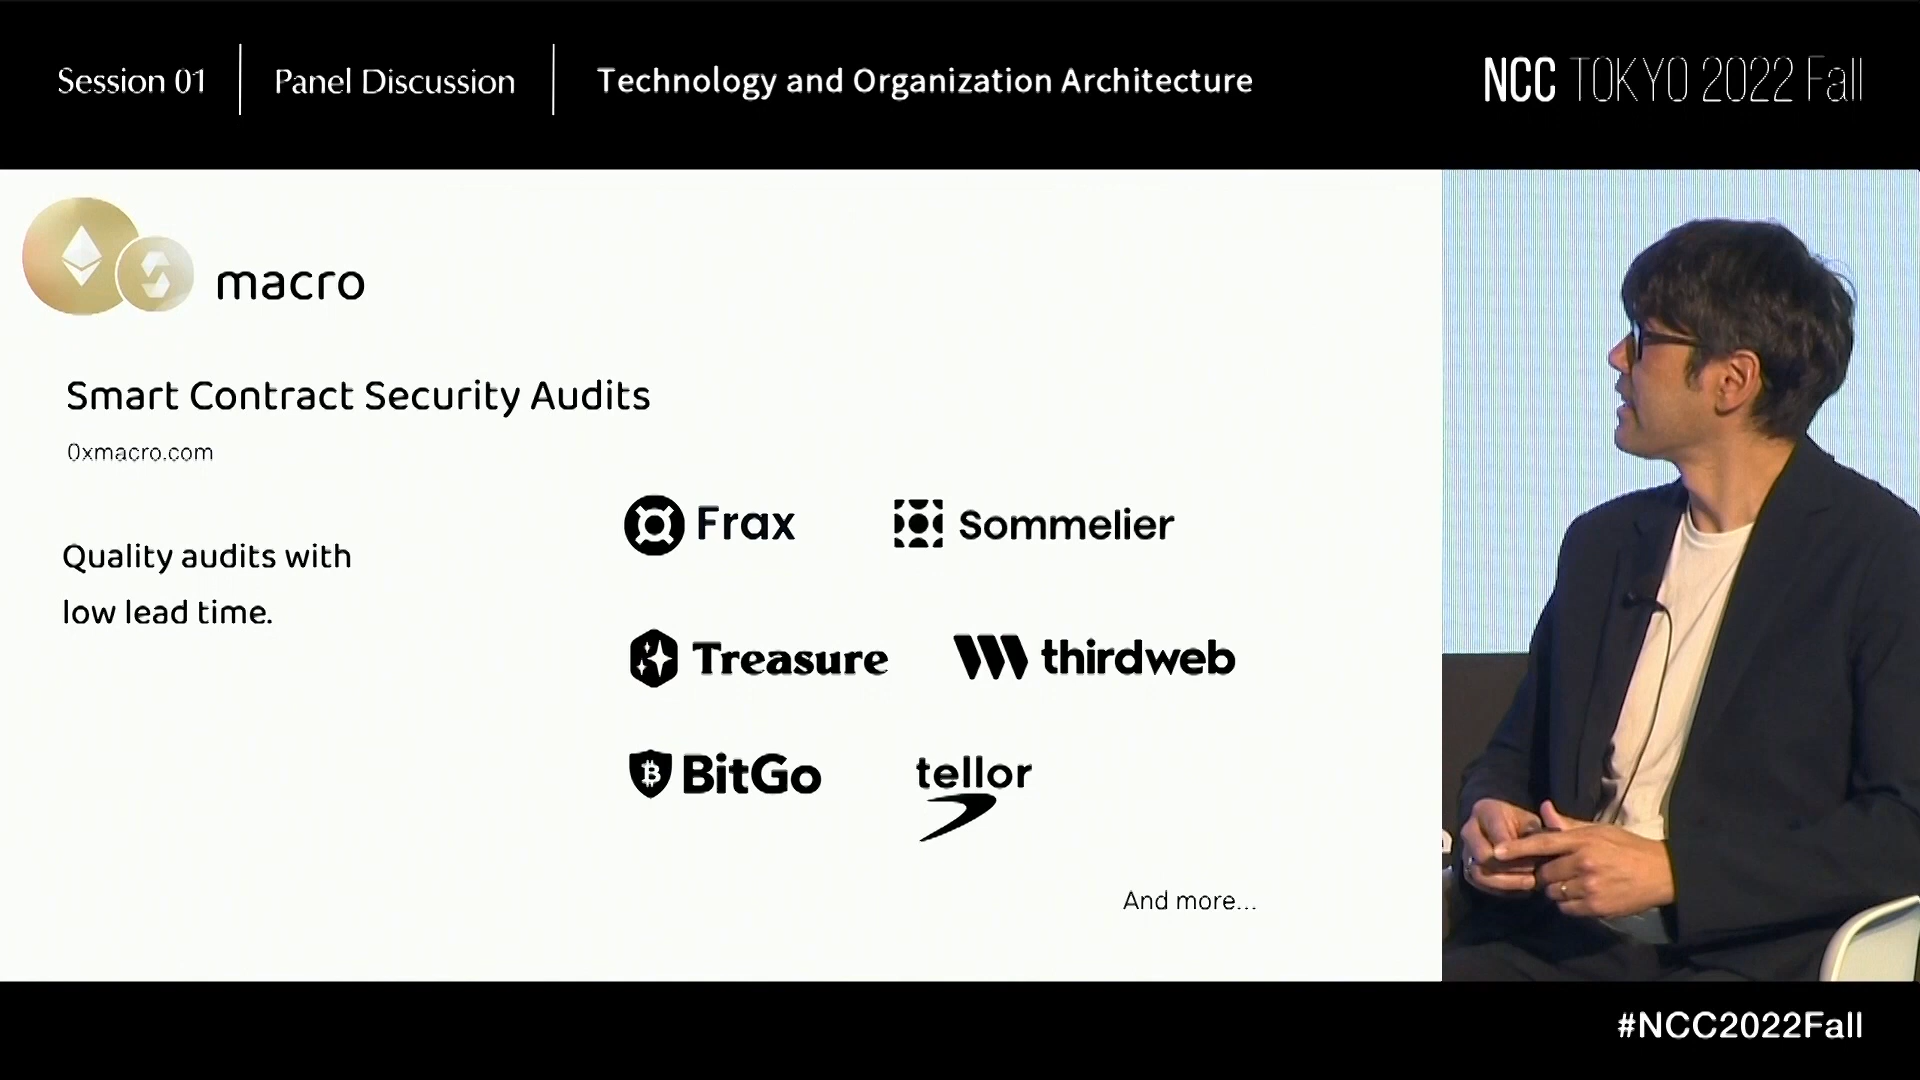 Session 01
Panel Discussion
Technology and Organization Architecture
NCC TOKYO 2022 Fall
macro
Smart Contract Security Audits
0xmacro.com
Quality audits with
low lead time.
Frax
Sommelier
Treasure
thirdweb
BitGo
tellor
And more...
#NCC2022Fall